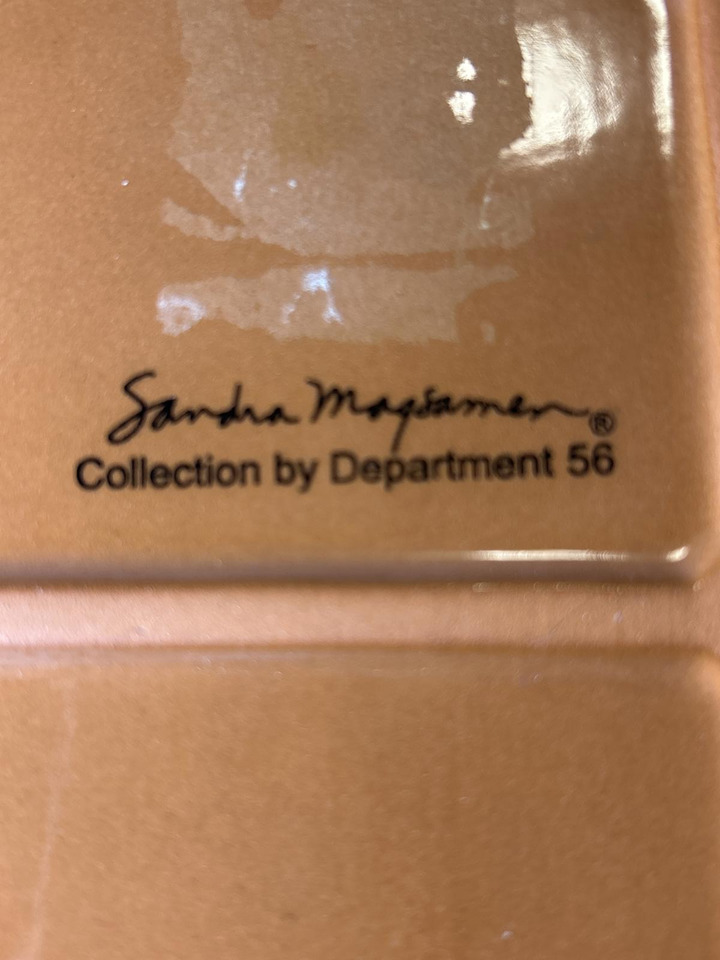 Sandra Magsamen®
Collection by Department 56